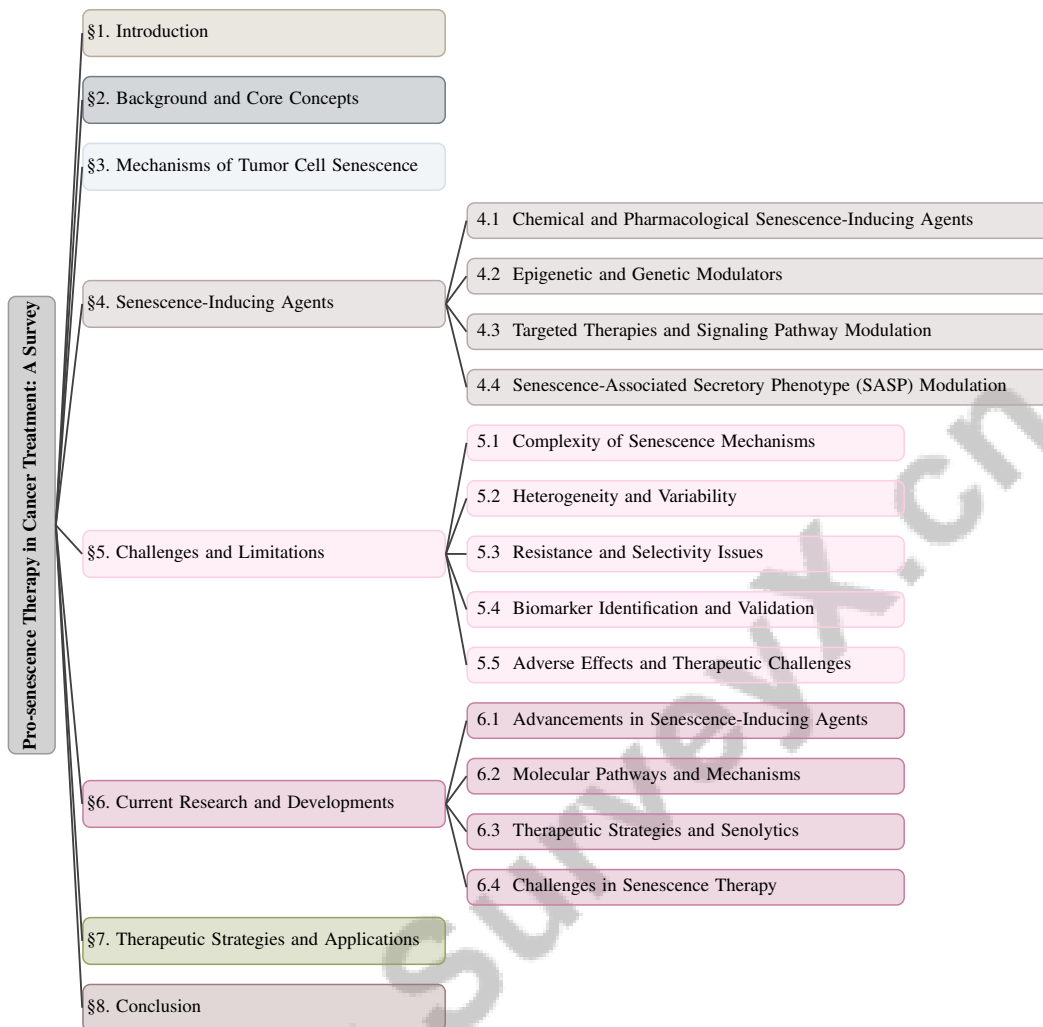 Pro-senescence Therapy in Cancer Treatment: A Survey
§1. Introduction
§2. Background and Core Concepts
§3. Mechanisms of Tumor Cell Senescence
§4. Senescence-Inducing Agents
4.1 Chemical and Pharmacological Senescence-Inducing Agents
4.2 Epigenetic and Genetic Modulators
4.3 Targeted Therapies and Signaling Pathway Modulation
4.4 Senescence-Associated Secretory Phenotype (SASP) Modulation
§5. Challenges and Limitations
5.1 Complexity of Senescence Mechanisms
5.2 Heterogeneity and Variability
5.3 Resistance and Selectivity Issues
5.4 Biomarker Identification and Validation
5.5 Adverse Effects and Therapeutic Challenges
§6. Current Research and Developments
6.1 Advancements in Senescence-Inducing Agents
6.2 Molecular Pathways and Mechanisms
6.3 Therapeutic Strategies and Senolytics
6.4 Challenges in Senescence Therapy
§7. Therapeutic Strategies and Applications
§8. Conclusion
surveyx.cn